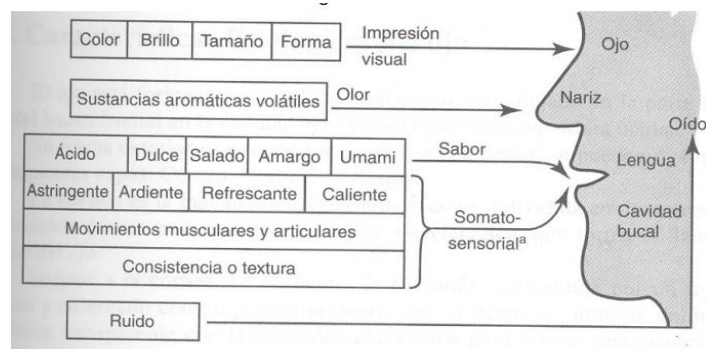 Color Brillo Tamaño Forma
Impresión
visual
Ojo
Sustancias aromáticas volátiles
Olor
Nariz
Oído
Ácido Dulce Salado Amargo Umami
Sabor
Lengua
Astringente Ardiente Refrescante Caliente
Movimientos musculares y articulares
Consistencia o textura
Somato-
sensorialª
Cavidad
bucal
Ruido